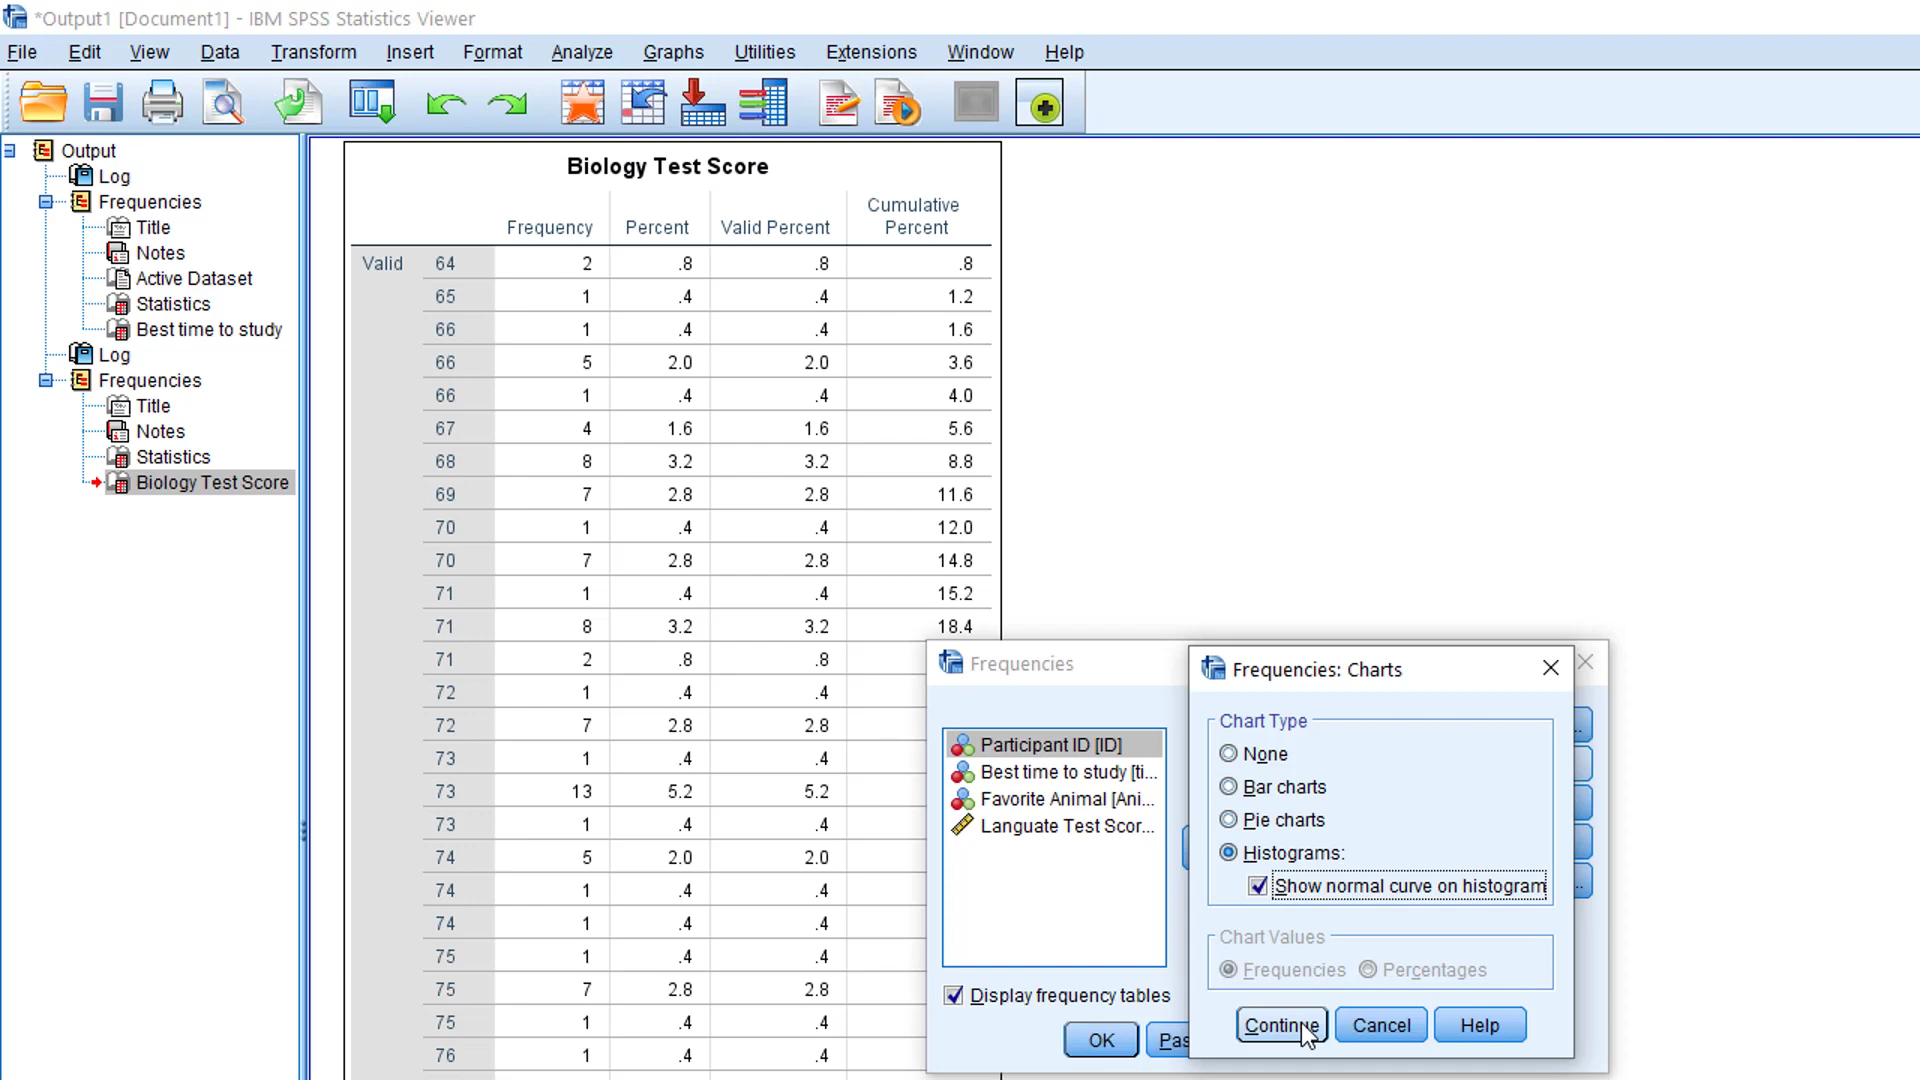 *Output1 [Document1] - IBM SPSS Statistics Viewer
File Edit View Data Transform Insert Format Analyze Graphs Utilities Extensions Window Help
Output
Log
Frequencies
Title
Notes
Active Dataset
Statistics
Best time to study
Log
Frequencies
Title
Notes
Statistics
Biology Test Score
Biology Test Score
Frequency Percent Valid Percent Cumulative Percent
Valid 64 2 .8 .8 .8
65 1 .4 .4 1.2
66 1 .4 .4 1.6
66 5 2.0 2.0 3.6
66 1 .4 .4 4.0
67 4 1.6 1.6 5.6
68 8 3.2 3.2 8.8
69 7 2.8 2.8 11.6
70 1 .4 .4 12.0
70 7 2.8 2.8 14.8
71 1 .4 .4 15.2
71 8 3.2 3.2 18.4
71 2 .8 .8
72 1 .4 .4
72 7 2.8 2.8
73 1 .4 .4
73 13 5.2 5.2
73 1 .4 .4
74 5 2.0 2.0
74 1 .4 .4
74 1 .4 .4
75 1 .4 .4
75 7 2.8 2.8
75 1 .4 .4
76 1 .4 .4
Frequencies
Participant ID [ID]
Best time to study [ti...
Favorite Animal [Ani...
Languate Test Scor...
Display frequency tables
OK Pas
Frequencies: Charts
Chart Type
None
Bar charts
Pie charts
Histograms:
Show normal curve on histogram
Chart Values
Frequencies Percentages
Continue Cancel Help